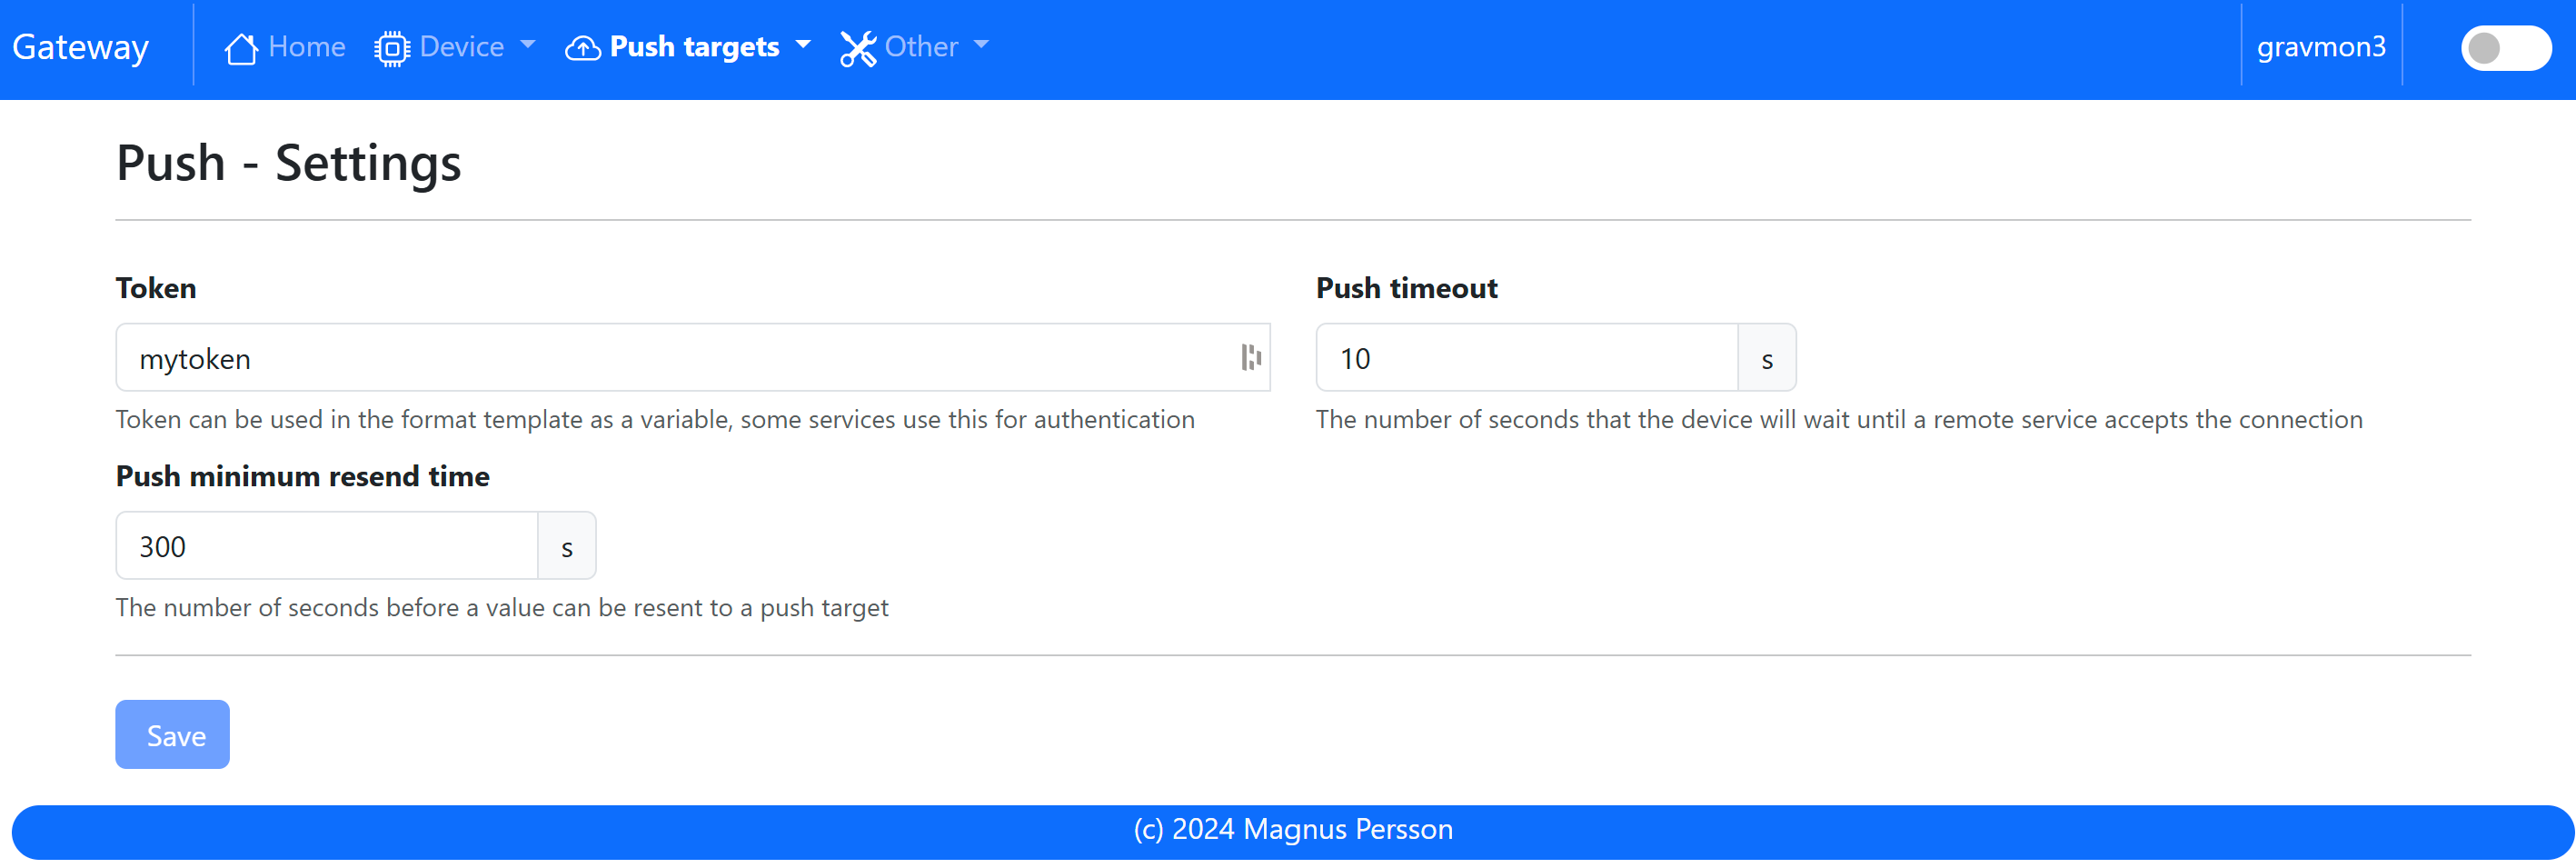 Gateway
Home
Device
Push targets
Other
gravmon3
Push - Settings
Token
mytoken
Token can be used in the format template as a variable, some services use this for authentication
Push timeout
10 s
The number of seconds that the device will wait until a remote service accepts the connection
Push minimum resend time
300 s
The number of seconds before a value can be resent to a push target
Save
(c) 2024 Magnus Persson